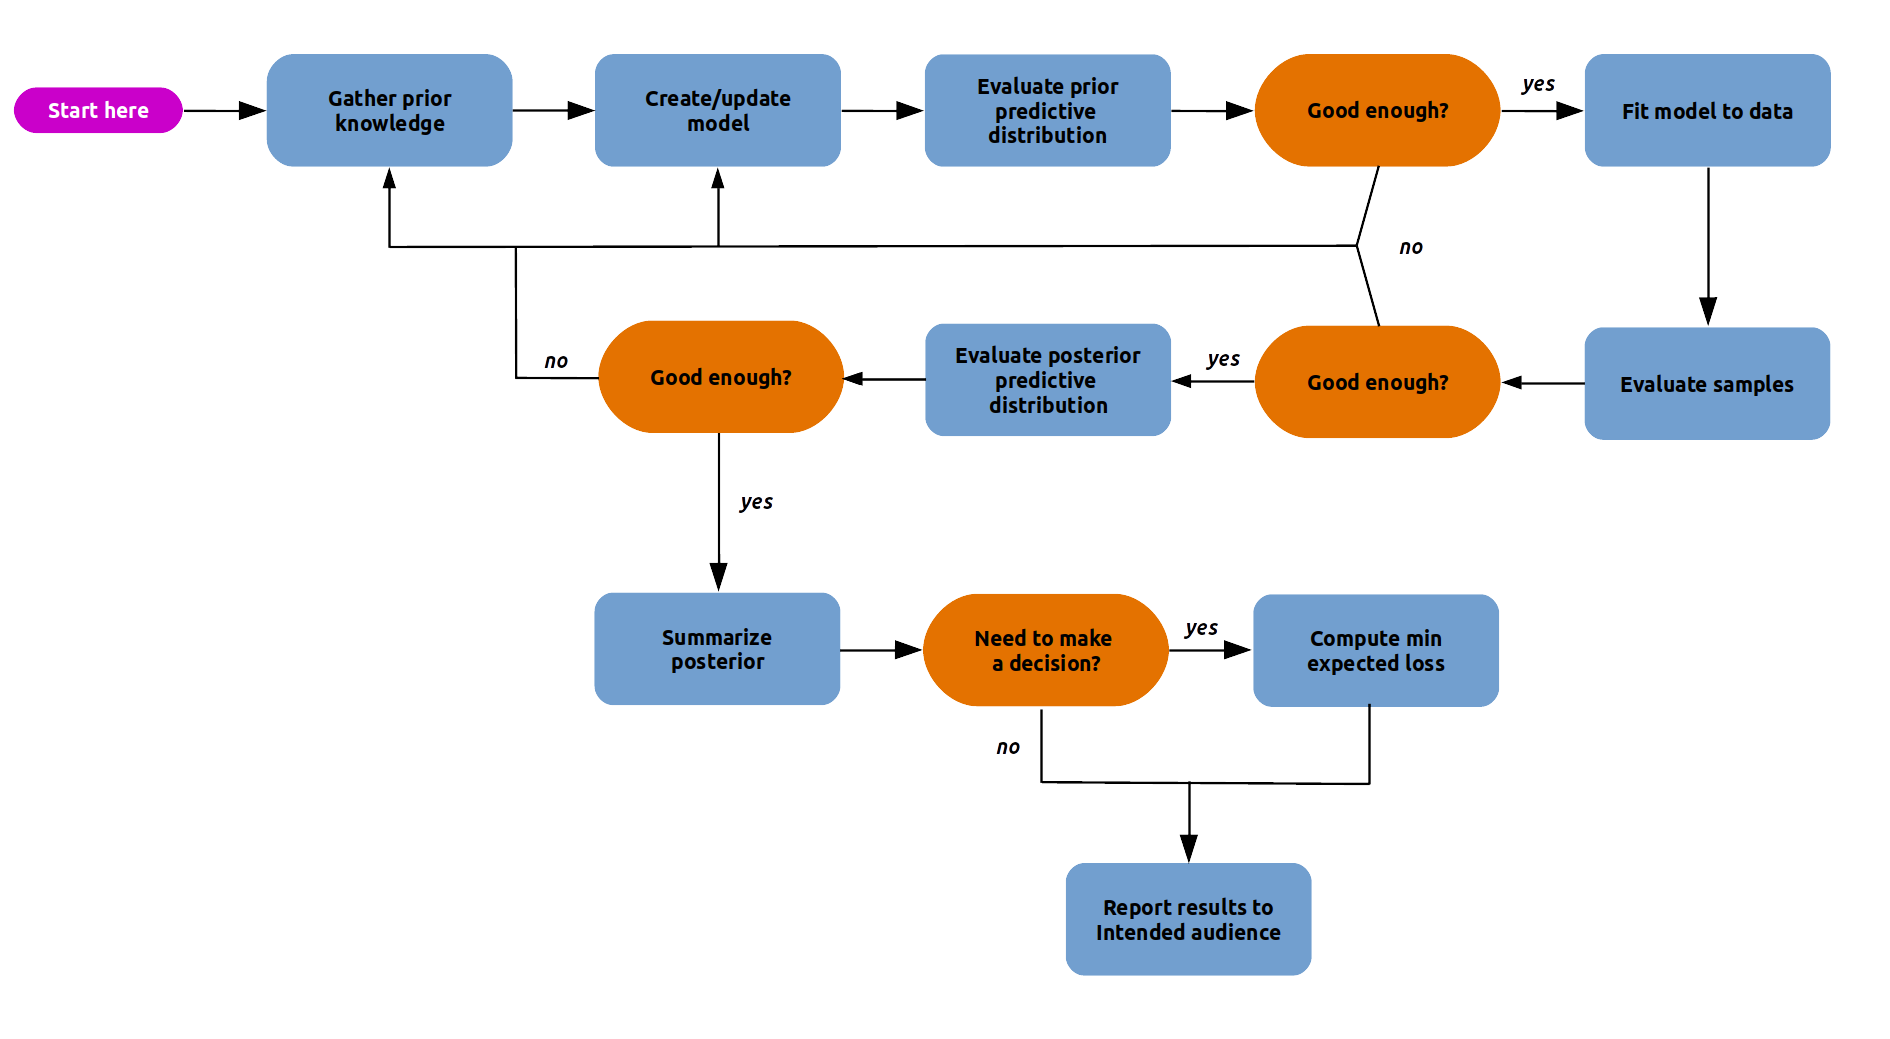 Start here
Gather prior
knowledge
Create/update
model
Evaluate prior
predictive
distribution
Good enough?
yes
Fit model to data
no
no
Good enough?
Evaluate posterior
predictive
distribution
yes
Good enough?
Evaluate samples
yes
Summarize
posterior
Need to make
a decision?
yes
Compute min
expected loss
no
Report results to
Intended audience